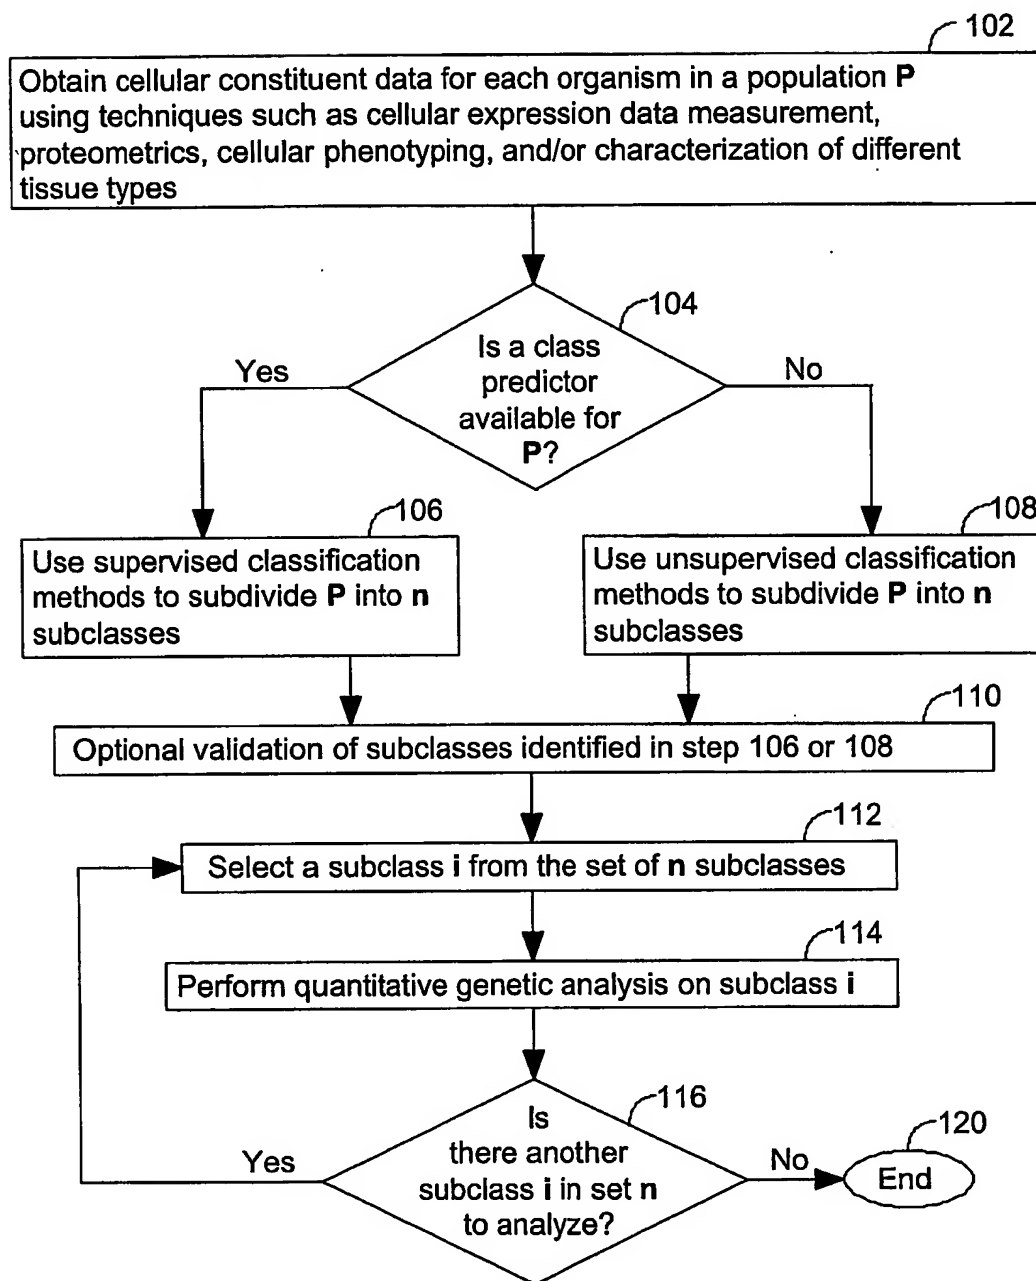 102
Obtain cellular constituent data for each organism in a population P
using techniques such as cellular expression data measurement,
proteometrics, cellular phenotyping, and/or characterization of different
tissue types
104
Is a class
predictor
available for
P?
Yes
No
106
Use supervised classification
methods to subdivide P into n
subclasses
108
Use unsupervised classification
methods to subdivide P into n
subclasses
110
Optional validation of subclasses identified in step 106 or 108
112
Select a subclass i from the set of n subclasses
114
Perform quantitative genetic analysis on subclass i
116
Is
there another
subclass i in set n
to analyze?
Yes
No
120
End